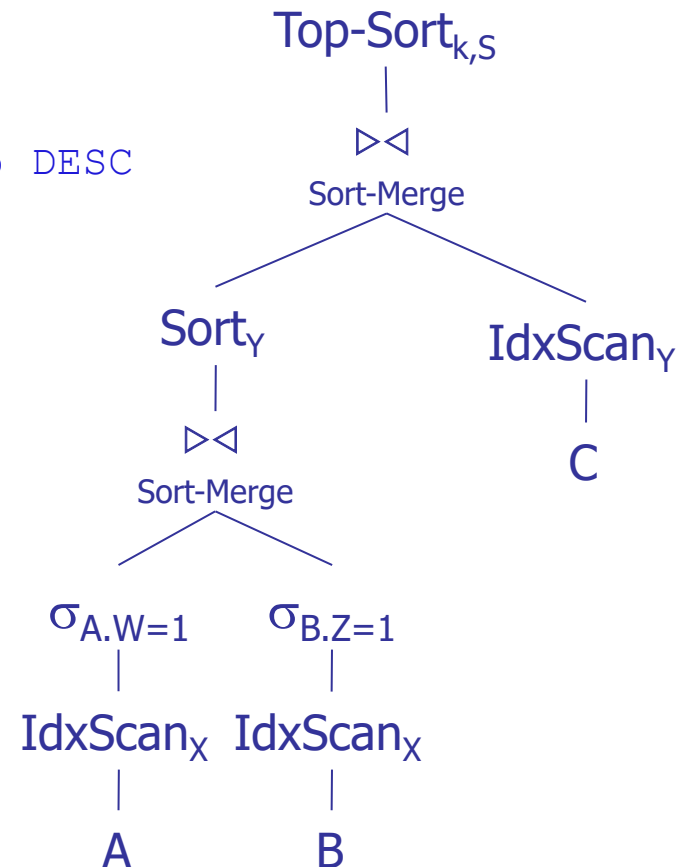 Top-Sortk,S
DESC
⋈
Sort-Merge
SortY
IdxScanY
⋈
C
Sort-Merge
σA.W=1 σB.Z=1
IdxScanX IdxScanX
A B